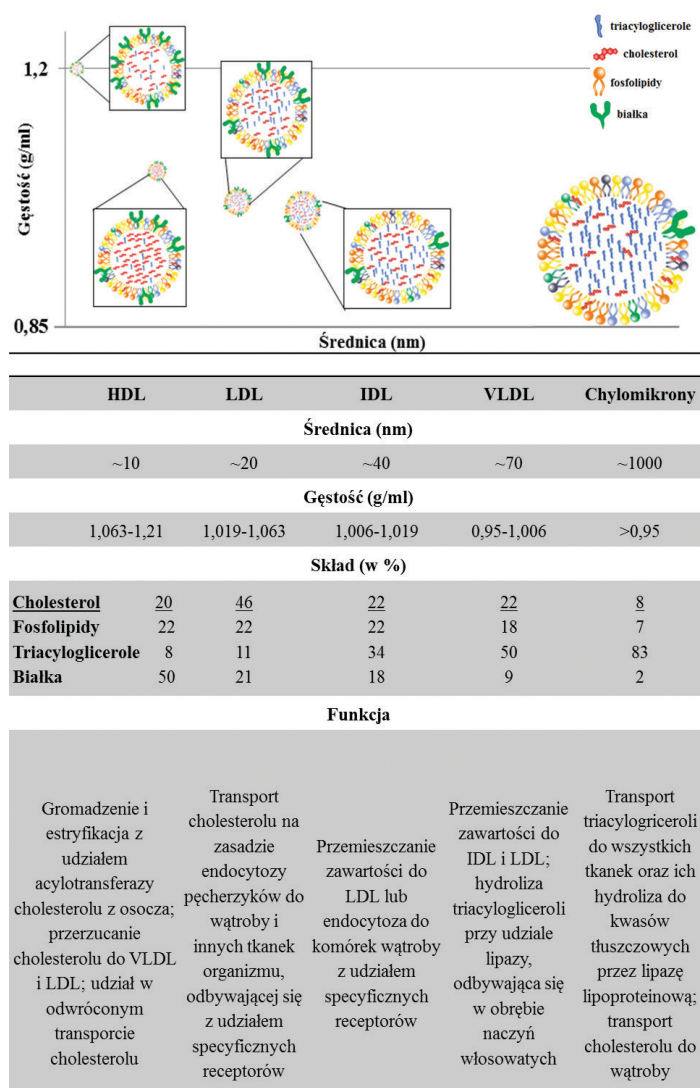 triacyloglicerole
cholesterol
fosfolipidy
białka
1,2
Gęstość (g/ml)
0,85
Średnica (nm)
HDL LDL IDL VLDL Chylomikrony
Średnica (nm)
~10 ~20 ~40 ~70 ~1000
Gęstość (g/ml)
1,063-1,21 1,019-1,063 1,006-1,019 0,95-1,006 >0,95
Skład (w %)
Cholesterol 20 46 22 22 8
Fosfolipidy 22 22 22 18 7
Triacyloglicerole 8 11 34 50 83
Białka 50 21 18 9 2
Funkcja
Gromadzenie i
estryfikacja z
udziałem
acylotransferazy
cholesterolu z osocza;
przerzucanie
cholesterolu do VLDL
i LDL; udział w
odwróconym
transporcie
cholesterolu
Transport
cholesterolu na
zasadzie
endocytozy
pęcherzyków do
wątroby i
innych tkanek
organizmu,
odbywającej się
z udziałem
specyficznych
receptorów
Przemieszczanie
zawartości do
LDL lub
endocytoza do
komórek wątroby
z udziałem
specyficznych
receptorów
Przemieszczanie
zawartości do
IDL i LDL;
hydroliza
triacylogliceroli
przy udziale
lipazy,
odbywająca się
w obrębie
naczyń
włosowatych
Transport
triacylogriceroli
do wszystkich
tkanek oraz ich
hydroliza do
kwasów
tłuszczowych
przez lipazę
lipoproteinową;
transport
cholesterolu do
wątroby